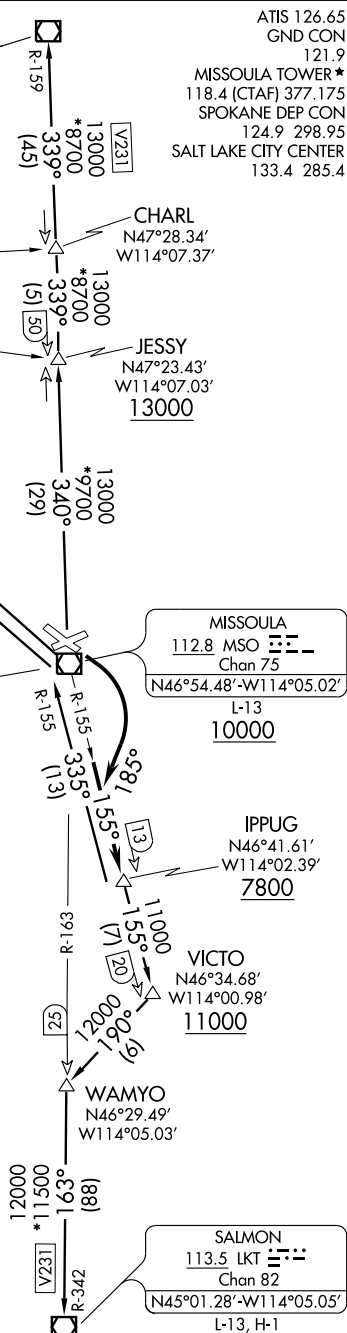 ATIS 126.65
GND CON
121.9
MISSOULA TOWER★
118.4 (CTAF) 377.175
SPOKANE DEP CON
124.9 298.95
SALT LAKE CITY CENTER
133.4 285.4
R-159
V231
13000
*8700
339°
(45)
CHARL
N47°28.34'
W114°07.37'
13000
*8700
339°
(5)
50
JESSY
N47°23.43'
W114°07.03'
13000
13000
*9700
340°
(29)
MISSOULA
112.8 MSO
Chan 75
N46°54.48'-W114°05.02'
L-13
10000
R-155
R-155
185°
335°
(13)
155°
13
IPPUG
N46°41.61'
W114°02.39'
7800
11000
155°
(7)
R-163
20
VICTO
N46°34.68'
W114°00.98'
11000
12000
190°
(6)
25
WAMYO
N46°29.49'
W114°05.03'
12000
*11500
163°
(88)
V231
R-342
SALMON
113.5 LKT
Chan 82
N45°01.28'-W114°05.05'
L-13, H-1